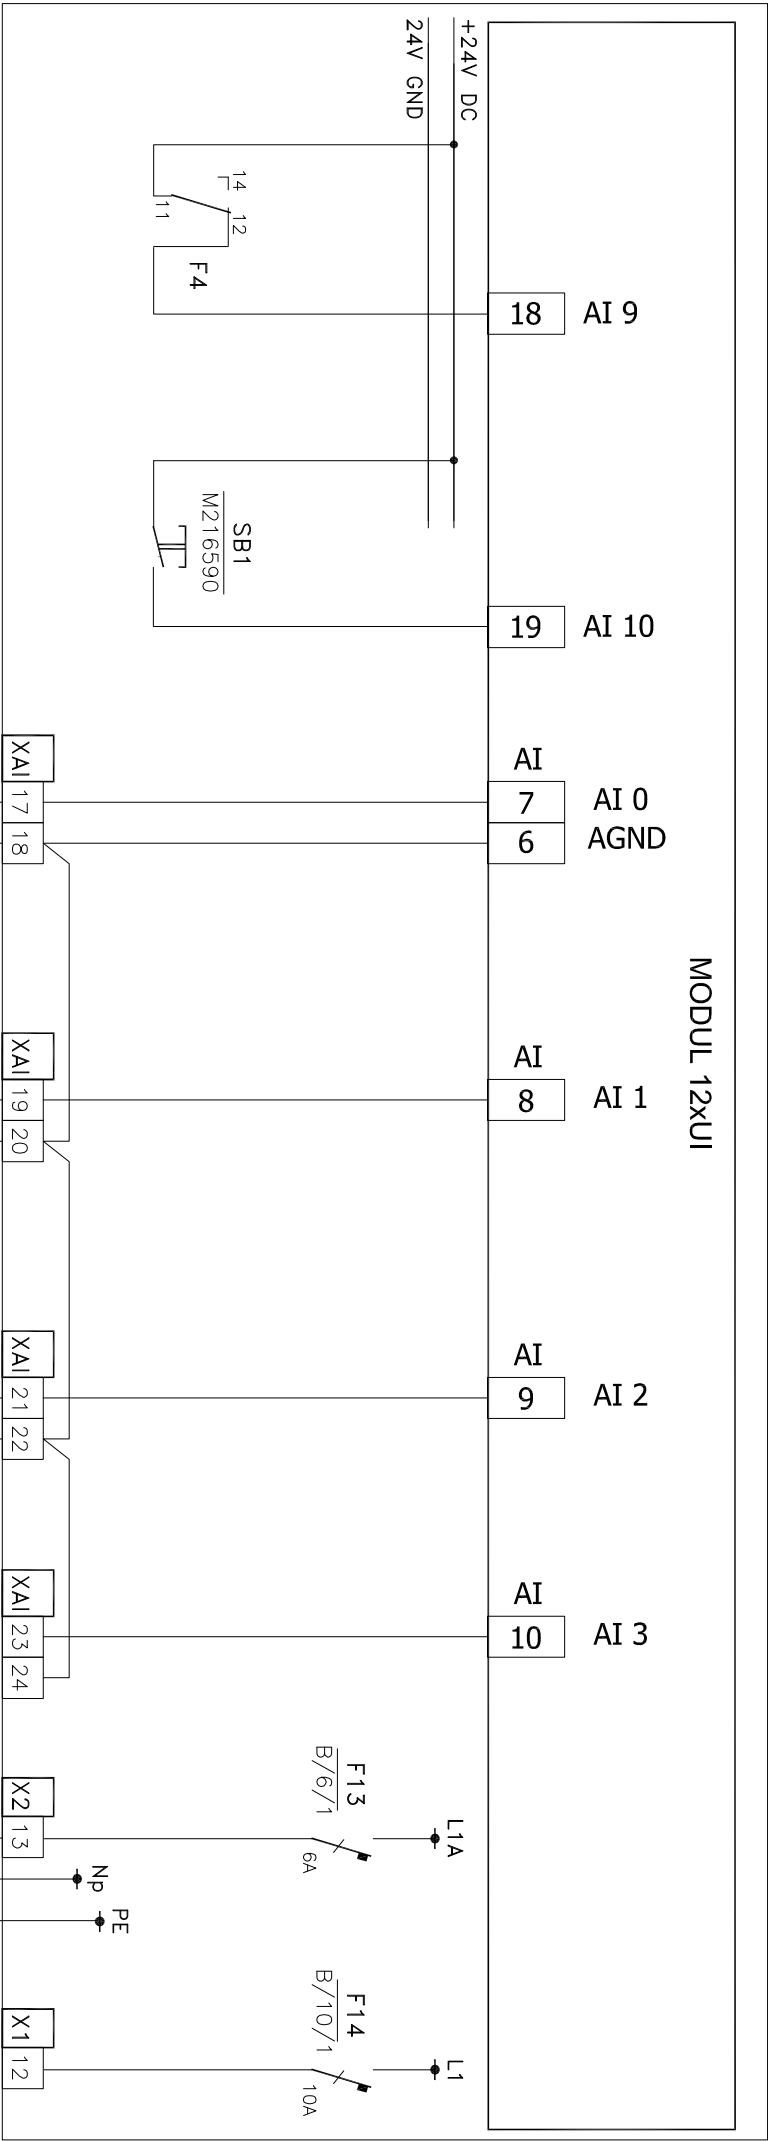 +24V DC
24V GND
14
12
11
F4
18
AI 9
SB1
M216590
19
AI 10
XAI
17
18
AI
7
AI 0
6
AGND
MODUL 12xUI
XAI
19
20
AI
8
AI 1
XAI
21
22
AI
9
AI 2
XAI
23
24
AI
10
AI 3
F13
B/6/1
6A
L1A
X2
13
Np
PE
F14
B/10/1
10A
L1
X1
12